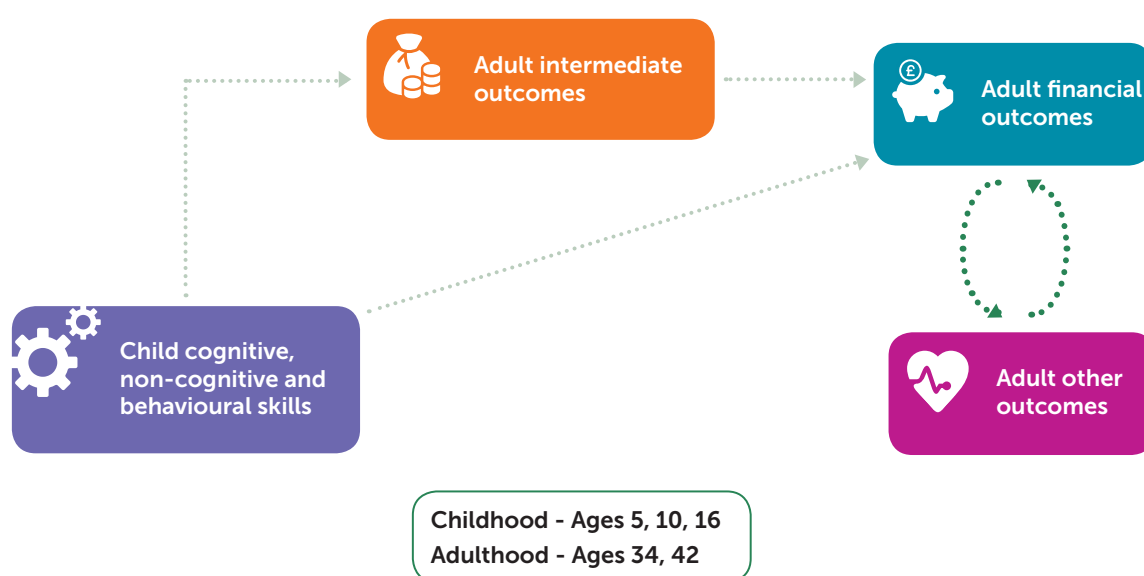 Adult intermediate
outcomes
£
Adult financial
outcomes
Child cognitive,
non-cognitive and
behavioural skills
Adult other
outcomes
Childhood - Ages 5, 10, 16
Adulthood - Ages 34, 42